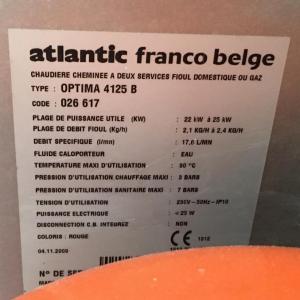 atlantic franco belge
CHAUDIERE CHEMINEE A DEUX SERVICES FIOUL DOMESTIQUE OU GAZ
TYPE : OPTIMA 4125 B
CODE : 026 617
PLAGE DE PUISSANCE UTILE (KW) : 22 kW à 25 kW
PLAGE DE DEBIT FIOUL (Kg/h) : 2,1 KG/H à 2,4 KG/H
DEBIT SPECIFIQUE (l/mn) : 17,6 L/MN
FLUIDE CALOPORTEUR : EAU
TEMPERATURE MAXI D'UTILISATION : 90 °C
PRESSION D'UTILISATION CHAUFFAGE MAXI : 3 BARS
PRESSION D'UTILISATION SANITAIRE MAXI : 7 BARS
TENSION D'UTILISATION : 230V~50Hz~IP10
PUISSANCE ELECTRIQUE : < 25 W
DISCONNECTION C.B. INTEGREE : NON
COLORIS : ROUGE CE 1312
04.11.2009
N° DE